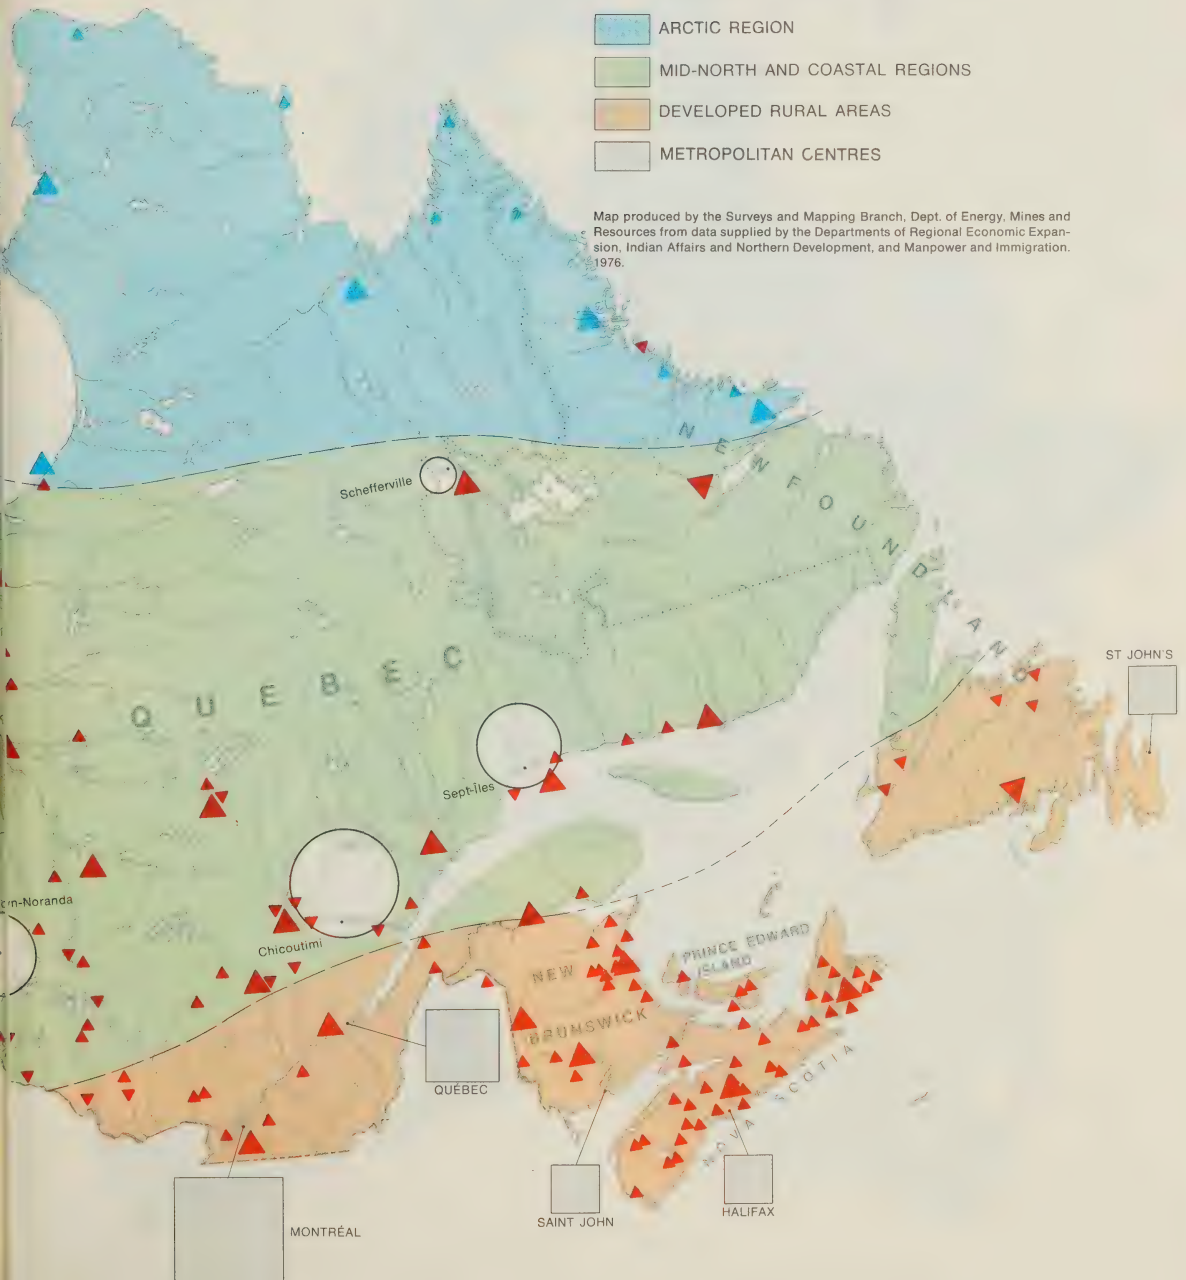 ARCTIC REGION
MID-NORTH AND COASTAL REGIONS
DEVELOPED RURAL AREAS
METROPOLITAN CENTRES
Map produced by the Surveys and Mapping Branch, Dept. of Energy, Mines and
Resources from data supplied by the Departments of Regional Economic Expan-
sion, Indian Affairs and Northern Development, and Manpower and Immigration.
1976.
NEWFOUNDLAND
Schefferville
QUEBEC
ST JOHN'S
Sept-Îles
Noranda
Chicoutimi
PRINCE EDWARD
ISLAND
NEW
BRUNSWICK
QUÉBEC
NOVA SCOTIA
SAINT JOHN
HALIFAX
MONTRÉAL